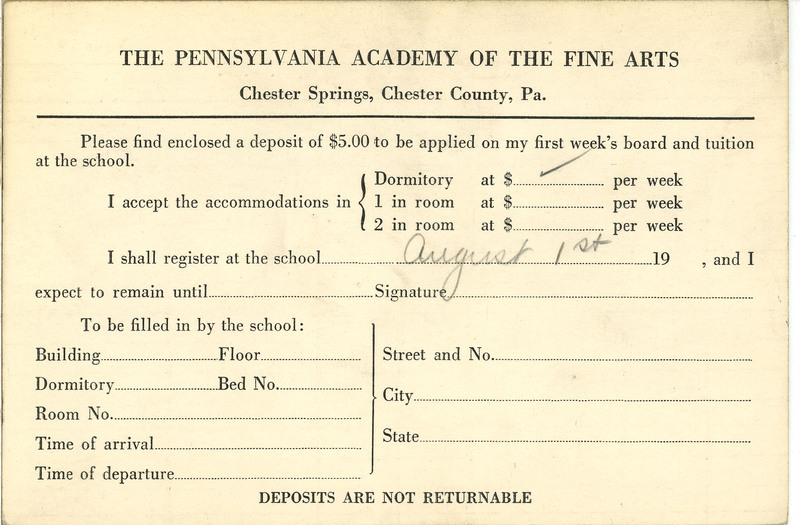 THE PENNSYLVANIA ACADEMY OF THE FINE ARTS
Chester Springs, Chester County, Pa.
Please find enclosed a deposit of $5.00 to be applied on my first week's board and tuition
at the school.
I accept the accommodations in { Dormitory at $........✓........ per week
1 in room at $................ per week
2 in room at $................ per week
I shall register at the school........August 1st........19 , and I
expect to remain until................Signature................
To be filled in by the school:
Building................Floor................
Dormitory................Bed No................
Room No................
Time of arrival................
Time of departure................
Street and No................
City................
State................
DEPOSITS ARE NOT RETURNABLE